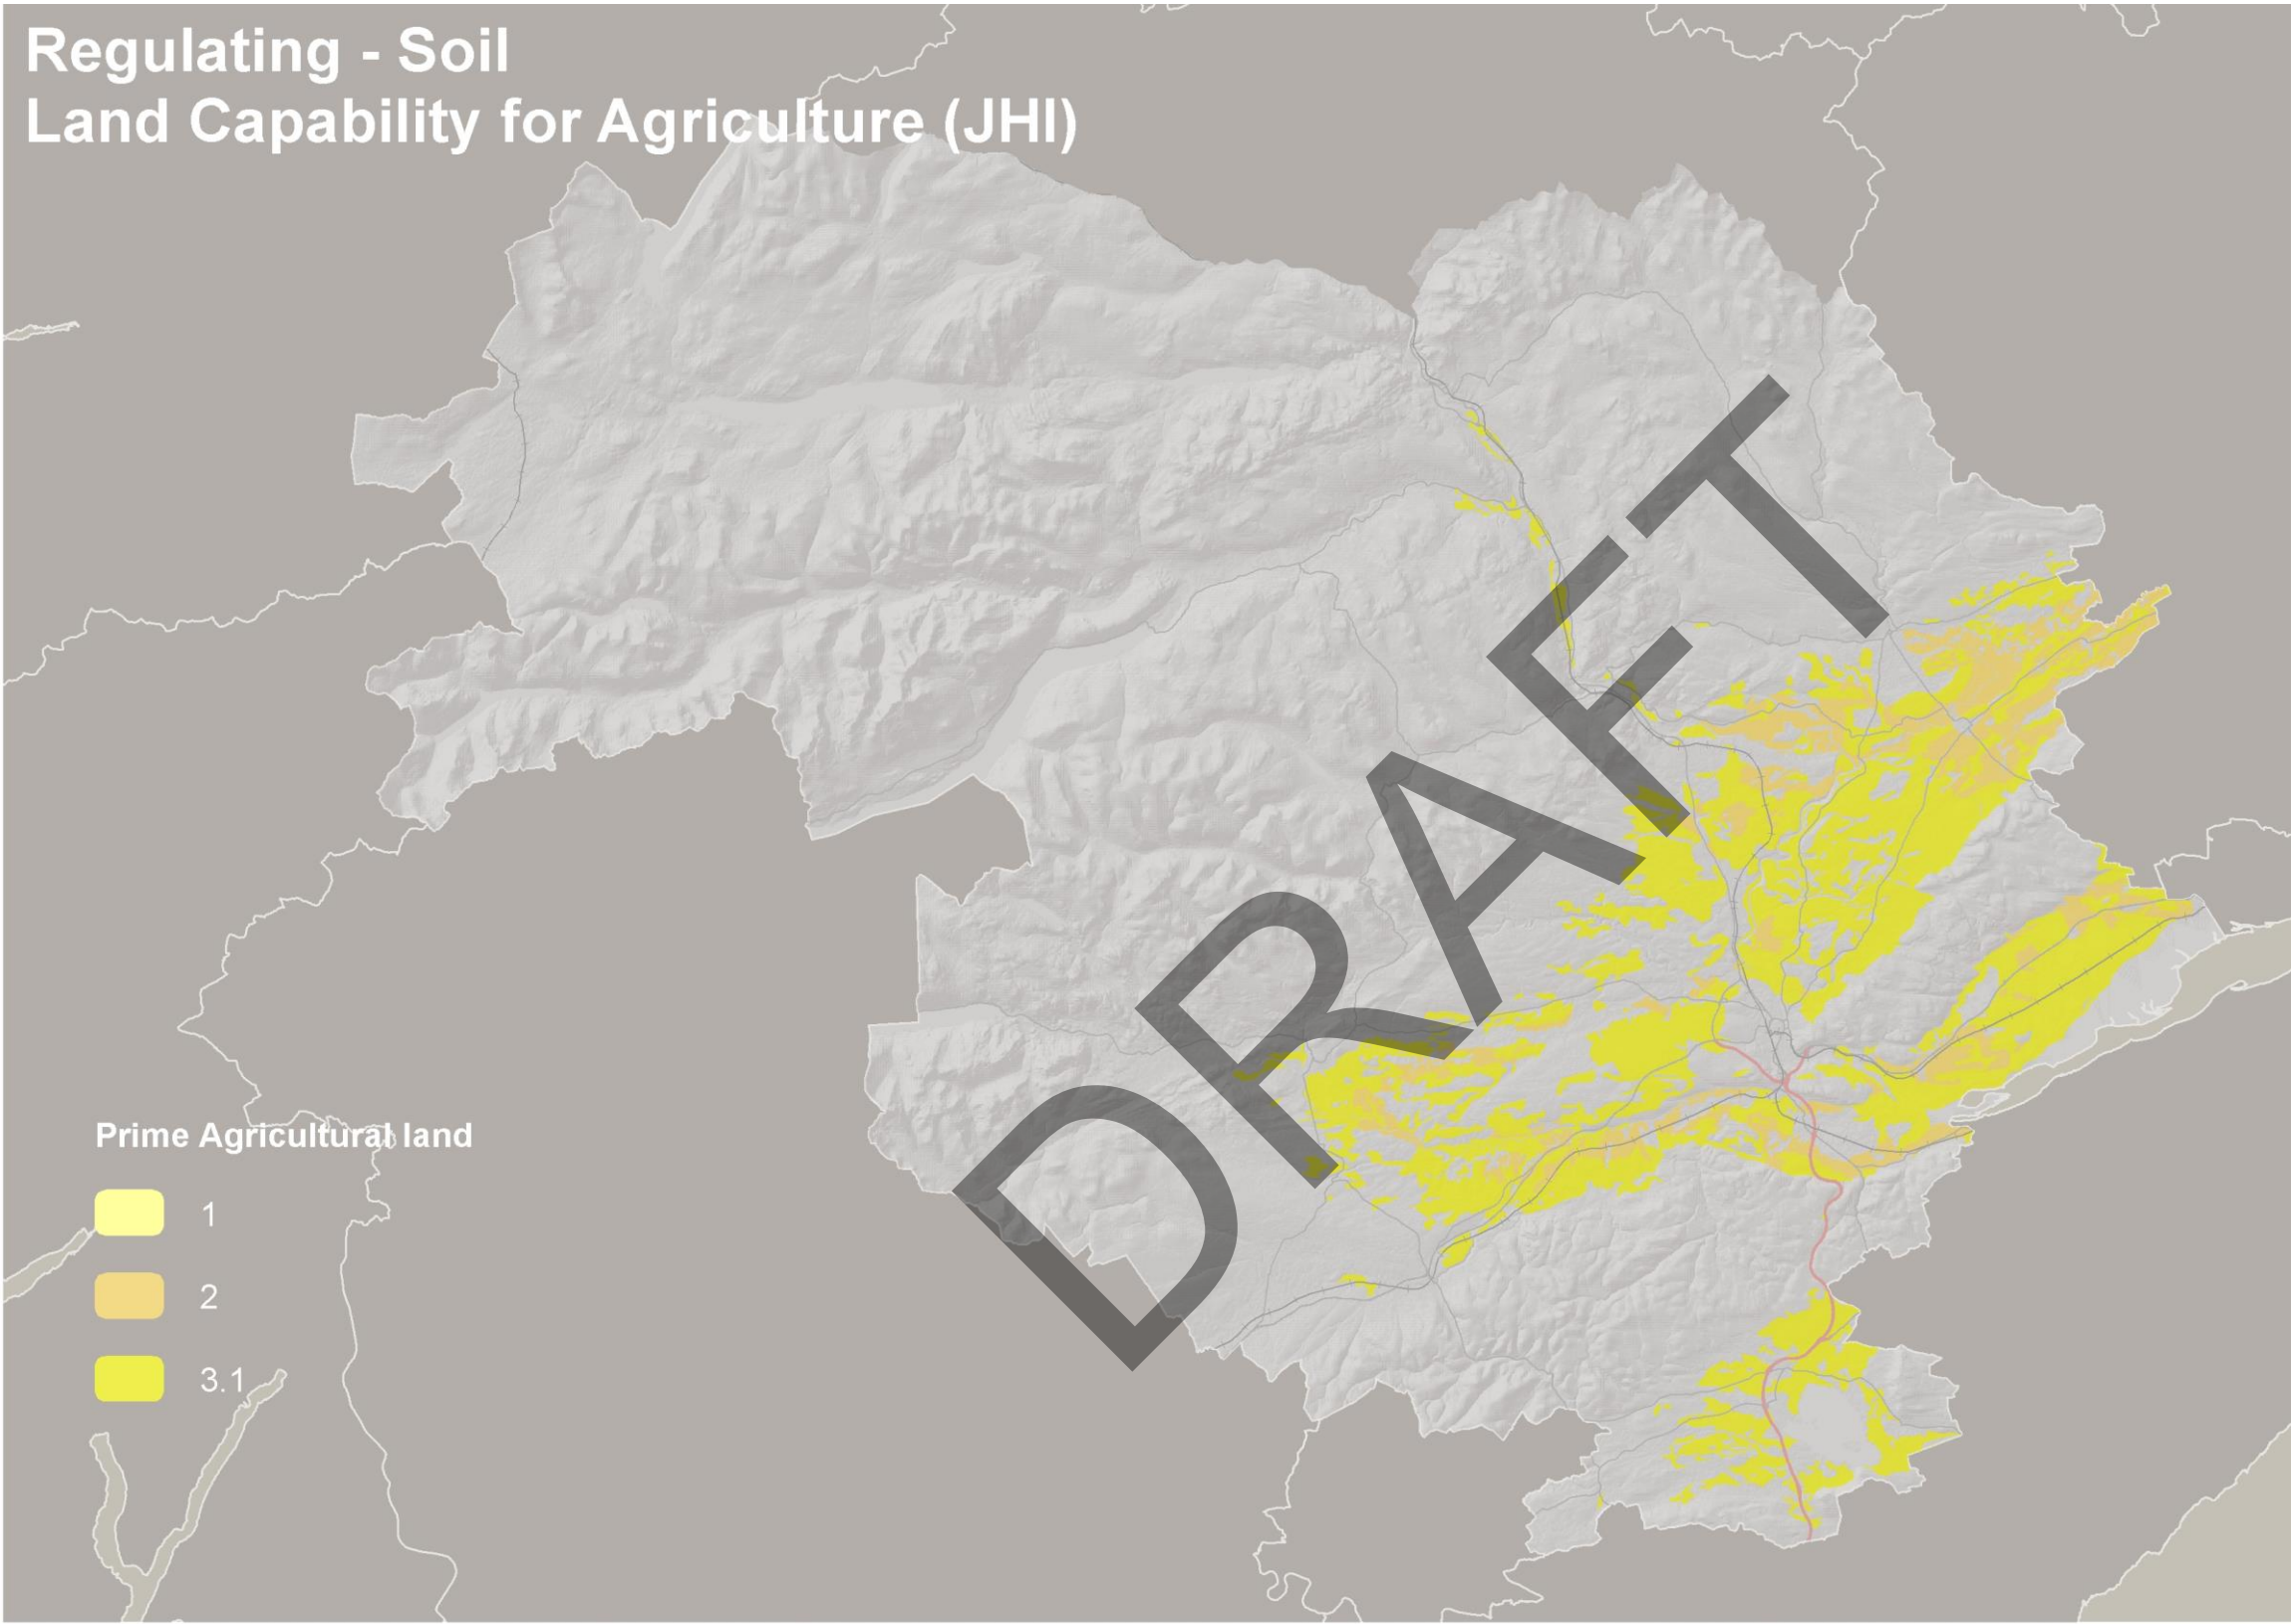 Regulating - Soil
Land Capability for Agriculture (JHI)
DRAFT
Prime Agricultural land
1
2
3.1